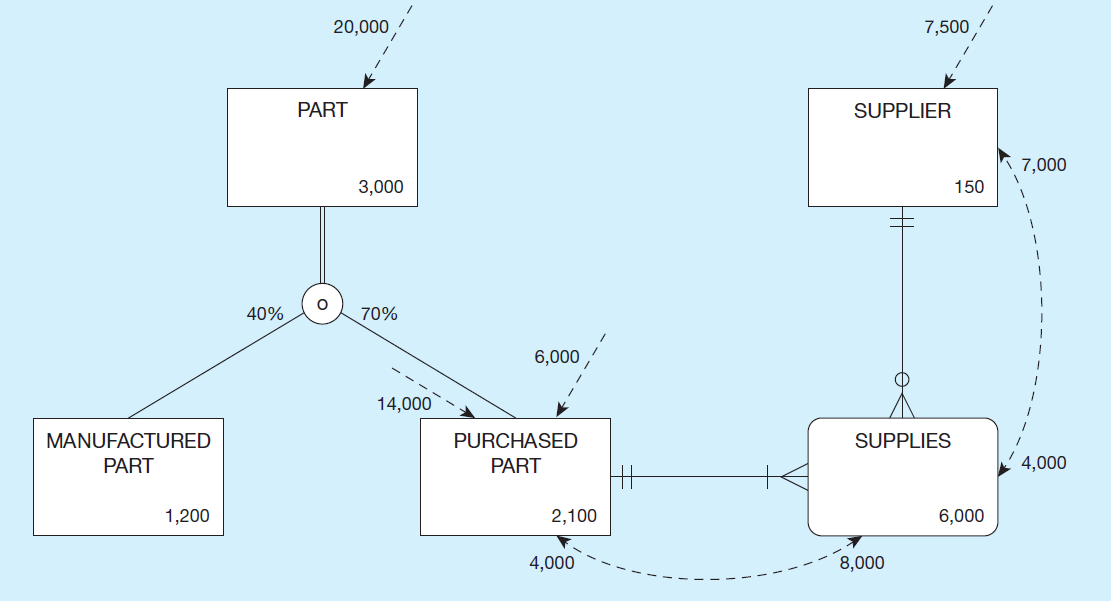 20,000
7,500
PART
3,000
SUPPLIER
150
7,000
40%
O
70%
6,000
14,000
MANUFACTURED
PART
1,200
PURCHASED
PART
2,100
SUPPLIES
6,000
4,000
4,000
8,000